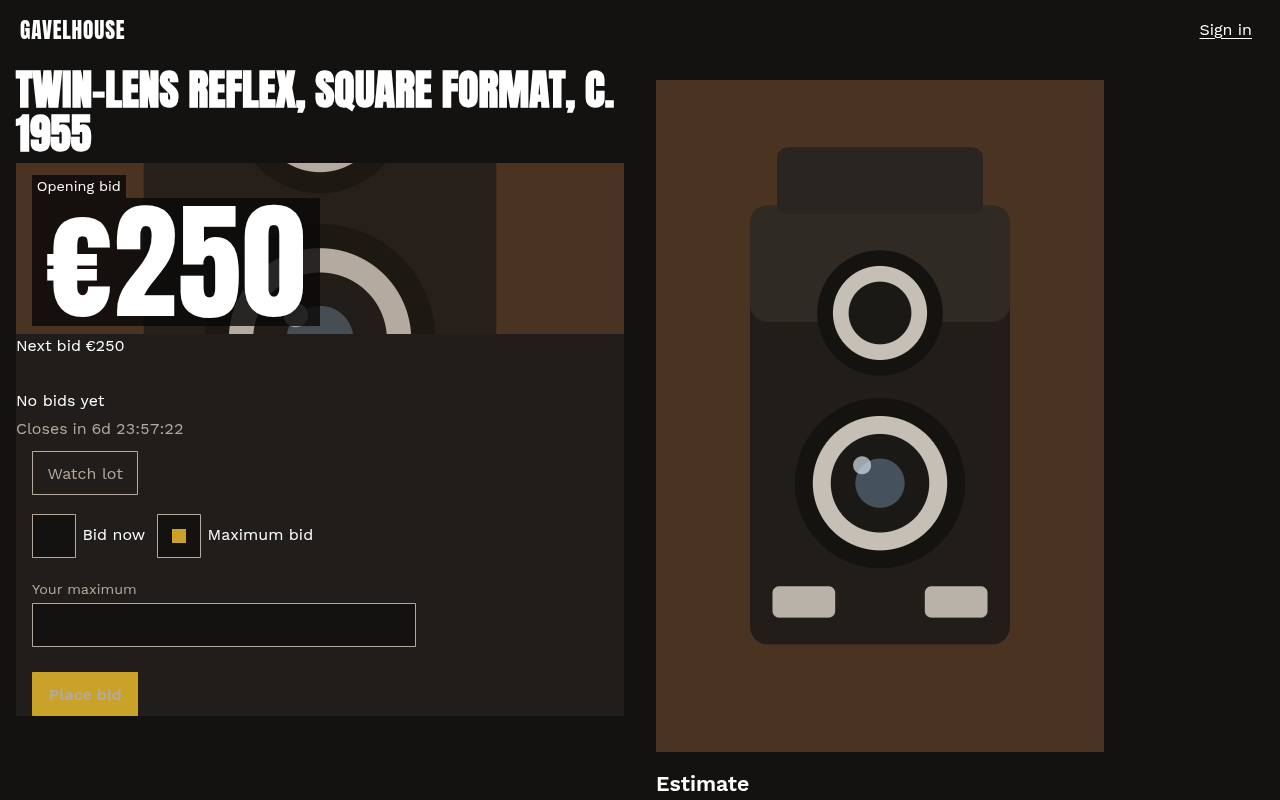 GAVELHOUSE
Sign in
TWIN-LENS REFLEX, SQUARE FORMAT, C.
1955
Opening bid
€250
Next bid €250
No bids yet
Closes in 6d 23:57:22
Watch lot
Bid now
Maximum bid
Your maximum
Place bid
Estimate